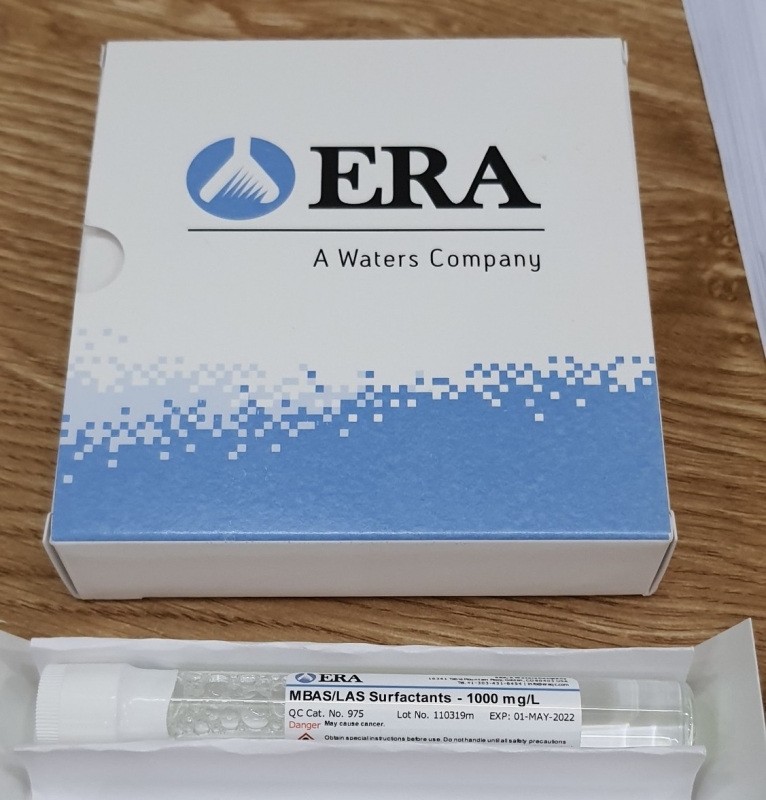 ERA
A Waters Company
ERA
MBAS/LAS Surfactants - 1000 mg/L
QC Cat. No. 975 Lot No. 110319m EXP: 01-MAY-2022
Danger May cause cancer.
Obtain special instructions before use. Do not handle until all safety precautions